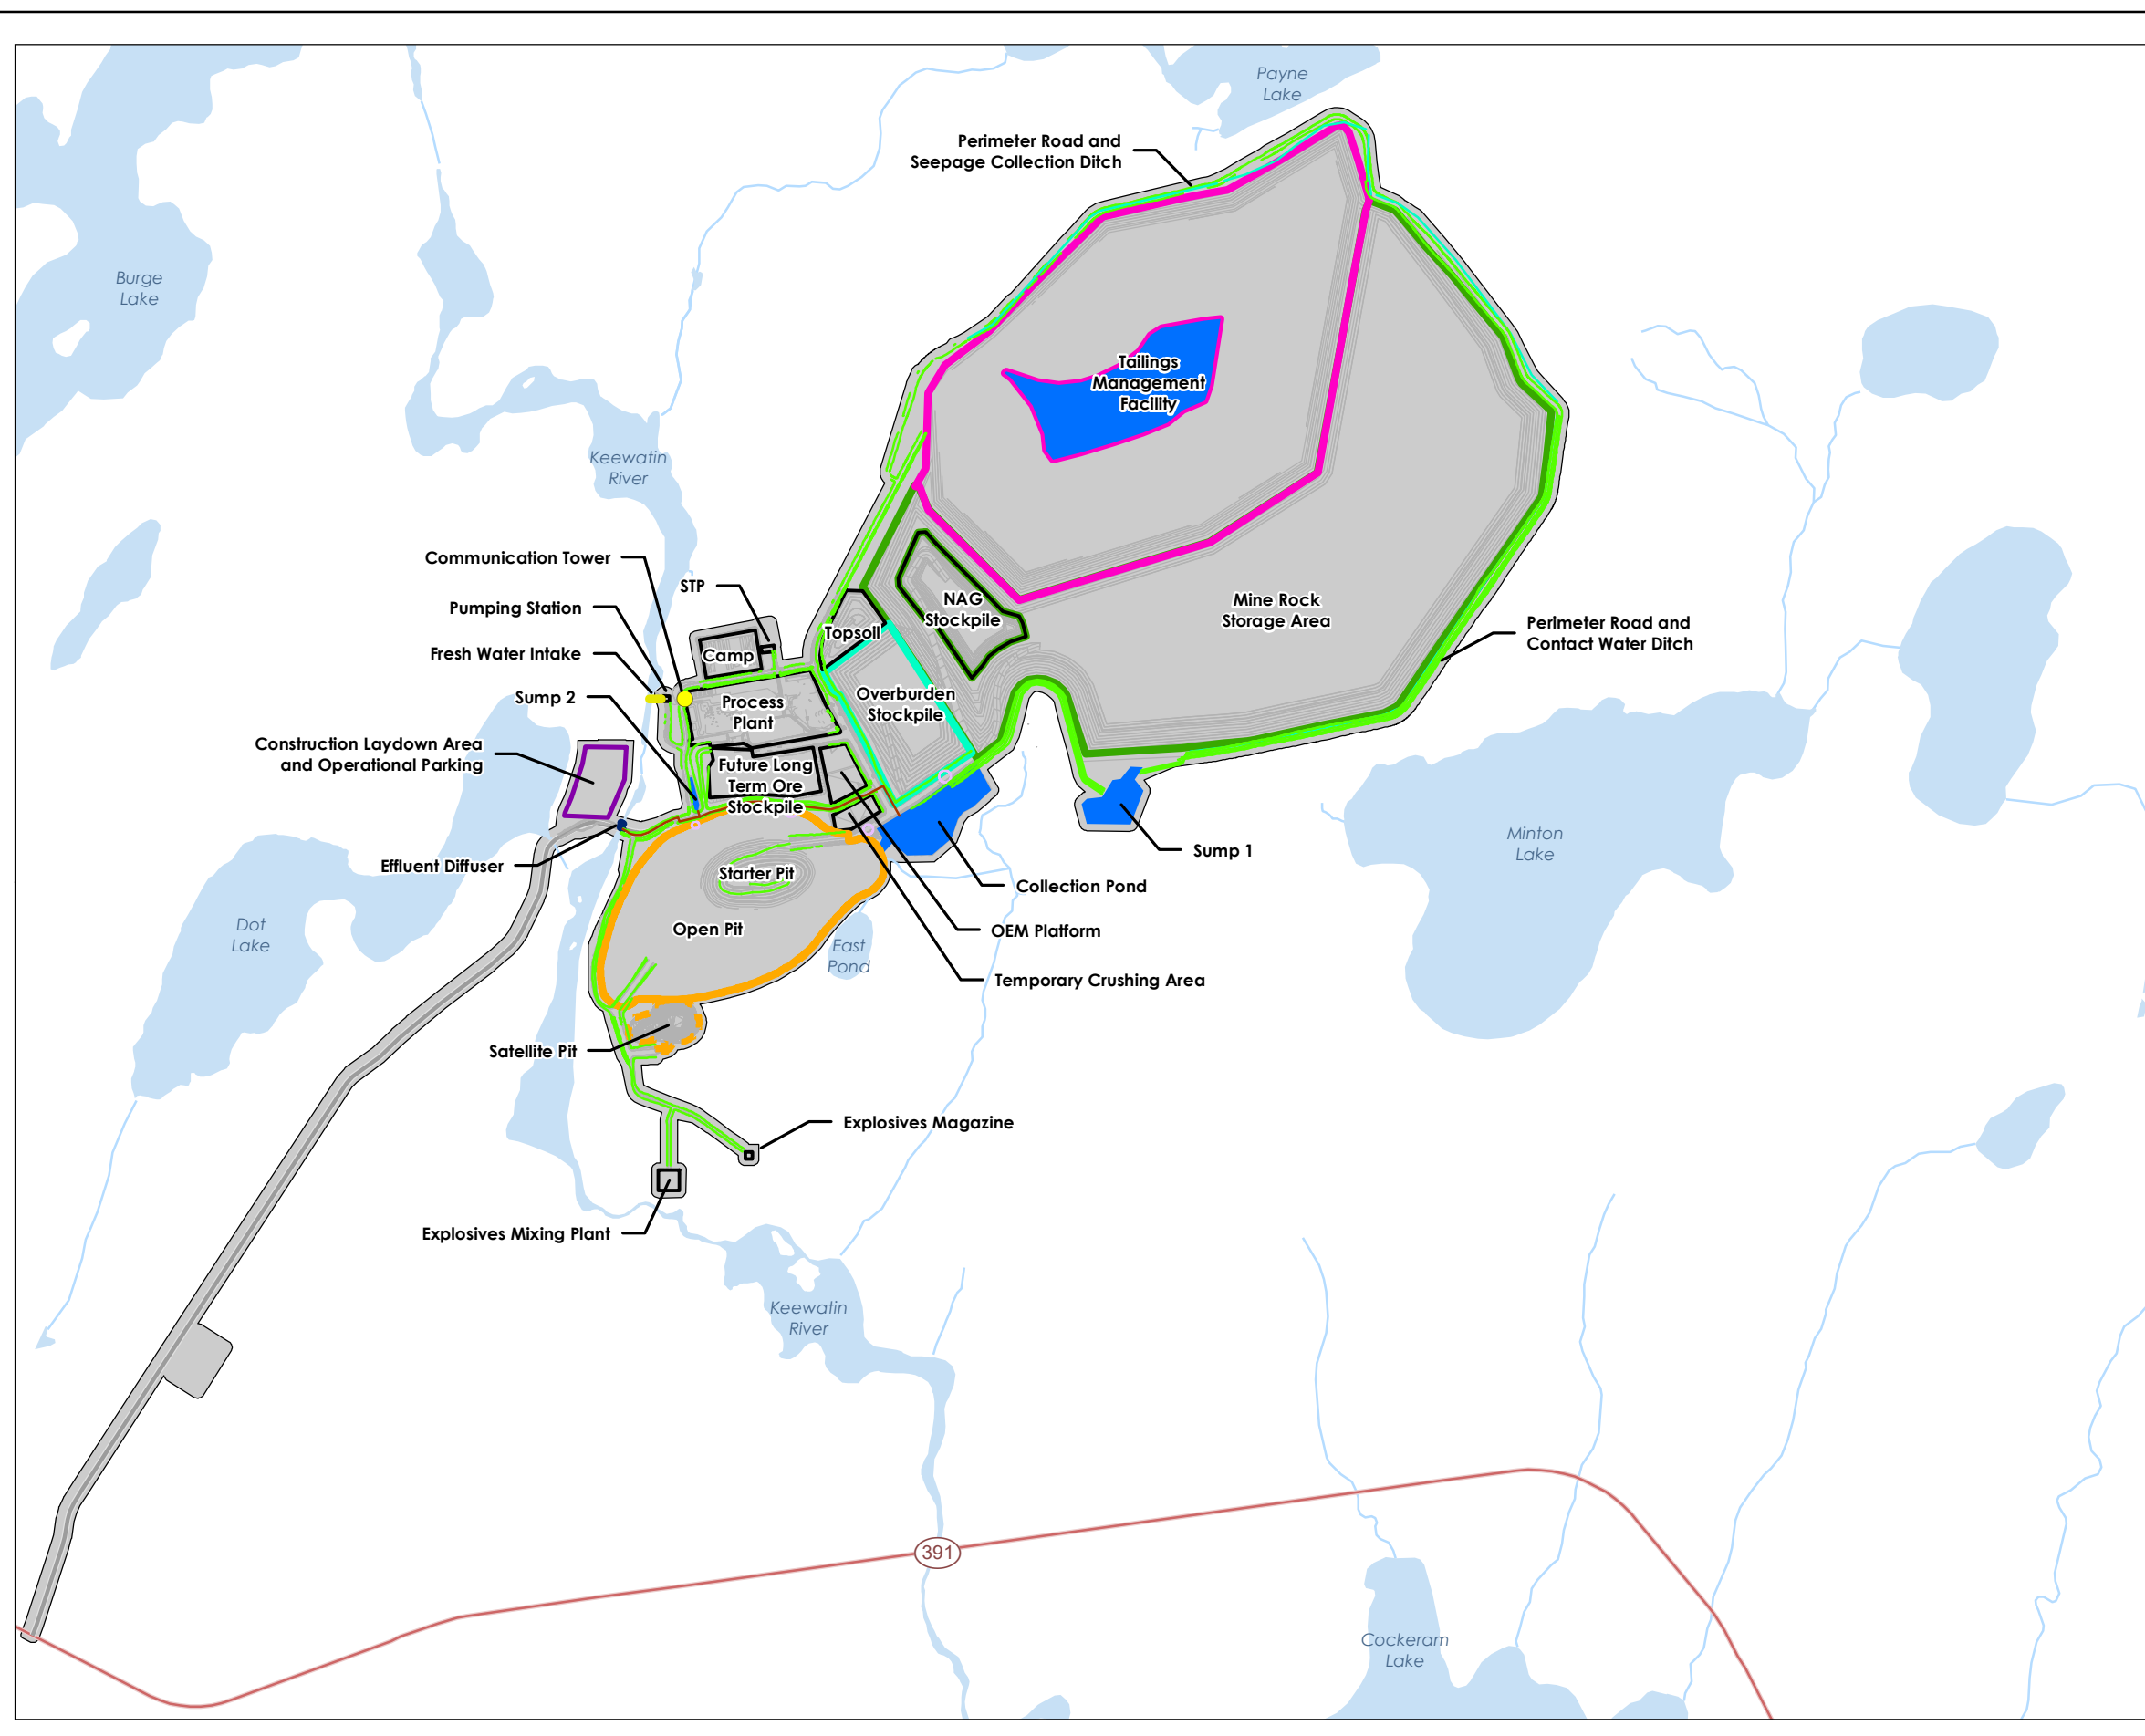 Payne
Lake
Perimeter Road and
Seepage Collection Ditch
Burge
Lake
Tailings
Management
Facility
Keewatin
River
Communication Tower
STP
Pumping Station
NAG
Stockpile
Mine Rock
Storage Area
Topsoil
Perimeter Road and
Contact Water Ditch
Fresh Water Intake
Camp
Sump 2
Process
Plant
Overburden
Stockpile
Construction Laydown Area
and Operational Parking
Future Long
Term Ore
Stockpile
Minton
Lake
Sump 1
Effluent Diffuser
Starter Pit
Collection Pond
Dot
Lake
Open Pit
OEM Platform
East
Pond
Temporary Crushing Area
Satellite Pit
Explosives Magazine
Explosives Mixing Plant
Keewatin
River
391
Cockeram
Lake